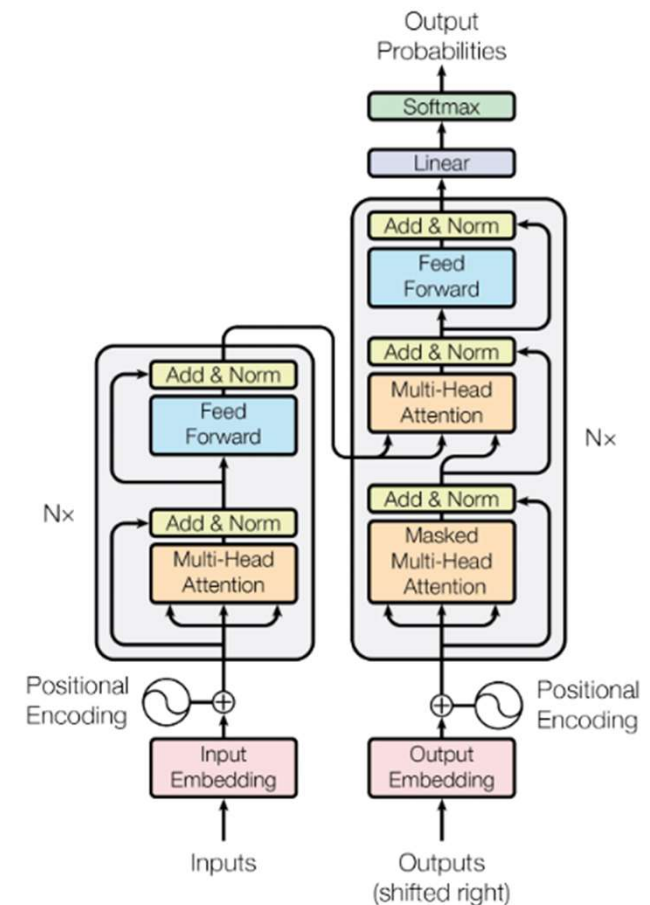 Output
Probabilities
Softmax
Linear
Add & Norm
Feed
Forward
Add & Norm
Multi-Head
Attention
Add & Norm
Masked
Multi-Head
Attention
Nx
Add & Norm
Feed
Forward
Add & Norm
Multi-Head
Attention
Nx
Positional
Encoding
Positional
Encoding
Input
Embedding
Output
Embedding
Inputs
Outputs
(shifted right)